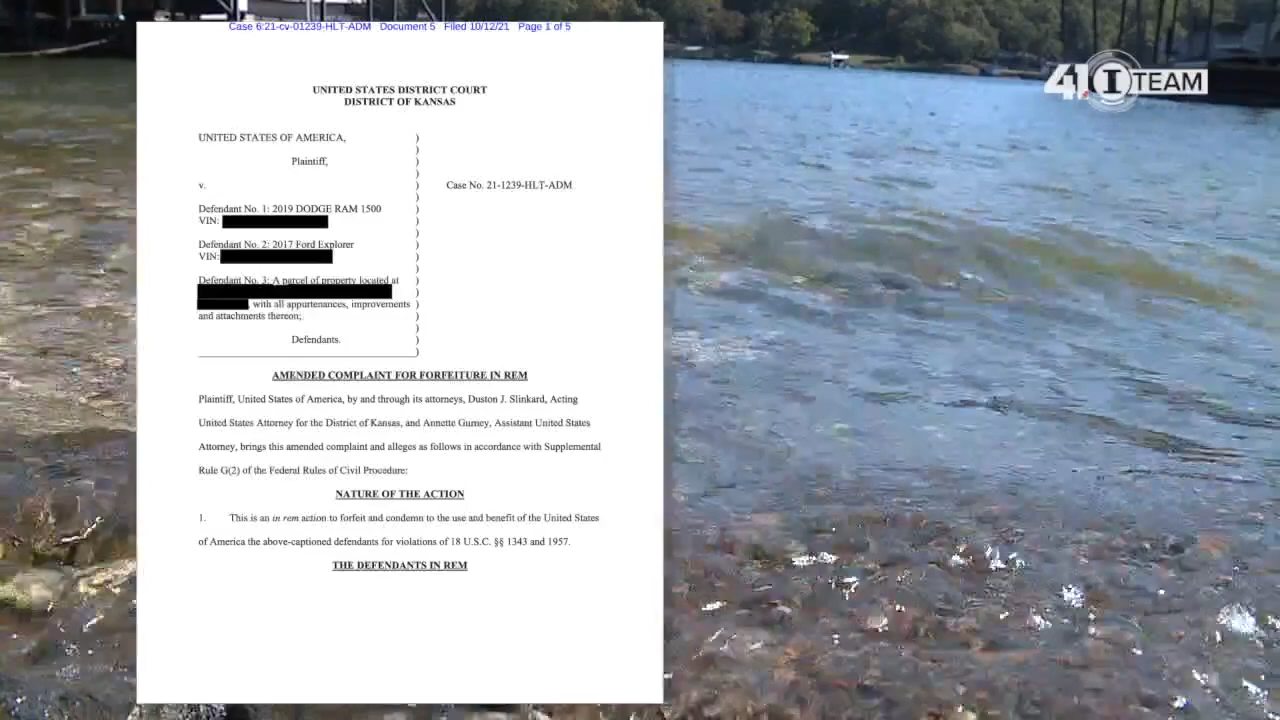 Case 6:21-cv-01239-HLT-ADM Document 5 Filed 10/12/21 Page 1 of 5
41 I TEAM
UNITED STATES DISTRICT COURT
DISTRICT OF KANSAS
UNITED STATES OF AMERICA, )
)
Plaintiff, )
)
v. ) Case No. 21-1239-HLT-ADM
)
Defendant No. 1: 2019 DODGE RAM 1500 )
VIN: )
)
Defendant No. 2: 2017 Ford Explorer )
VIN: )
)
Defendant No. 3: A parcel of property located at )
)
, with all appurtenances, improvements )
and attachments thereon; )
)
Defendants. )
)
AMENDED COMPLAINT FOR FORFEITURE IN REM
Plaintiff, United States of America, by and through its attorneys, Duston J. Slinkard, Acting
United States Attorney for the District of Kansas, and Annette Gurney, Assistant United States
Attorney, brings this amended complaint and alleges as follows in accordance with Supplemental
Rule G(2) of the Federal Rules of Civil Procedure:
NATURE OF THE ACTION
1. This is an in rem action to forfeit and condemn to the use and benefit of the United States
of America the above-captioned defendants for violations of 18 U.S.C. §§ 1343 and 1957.
THE DEFENDANTS IN REM